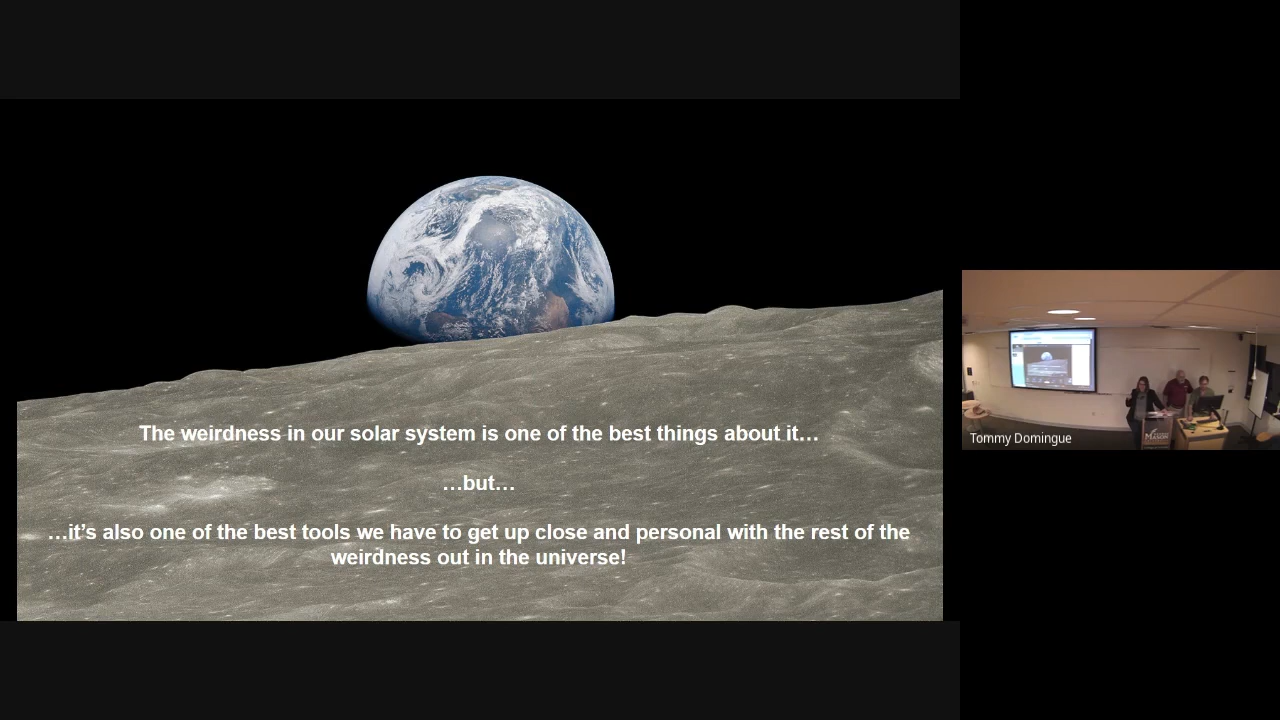 The weirdness in our solar system is one of the best things about it…
…but…
…it’s also one of the best tools we have to get up close and personal with the rest of the
weirdness out in the universe!
Tommy Domingue